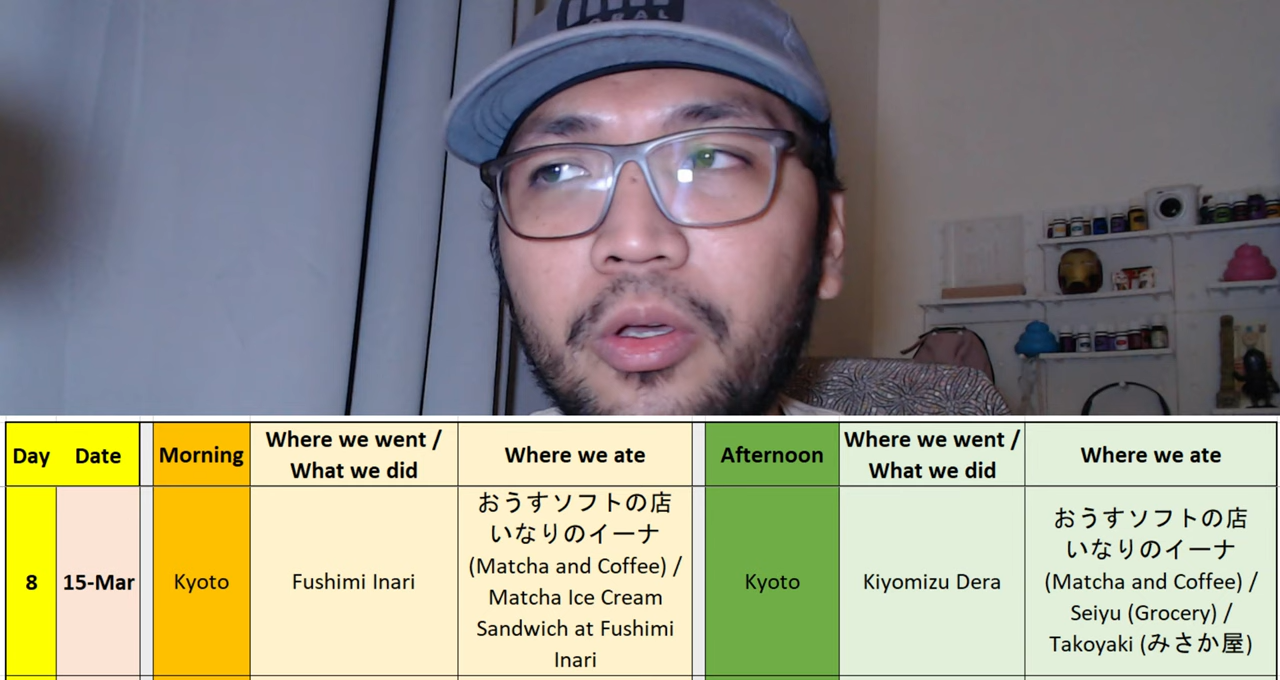 Day
Date
Morning
Where we went /
What we did
Where we ate
Afternoon
Where we went /
What we did
Where we ate
8
15-Mar
Kyoto
Fushimi Inari
おうすソフトの店
いなりのイーナ
(Matcha and Coffee) /
Matcha Ice Cream
Sandwich at Fushimi
Inari
Kyoto
Kiyomizu Dera
おうすソフトの店
いなりのイーナ
(Matcha and Coffee) /
Seiyu (Grocery) /
Takoyaki (みさか屋)